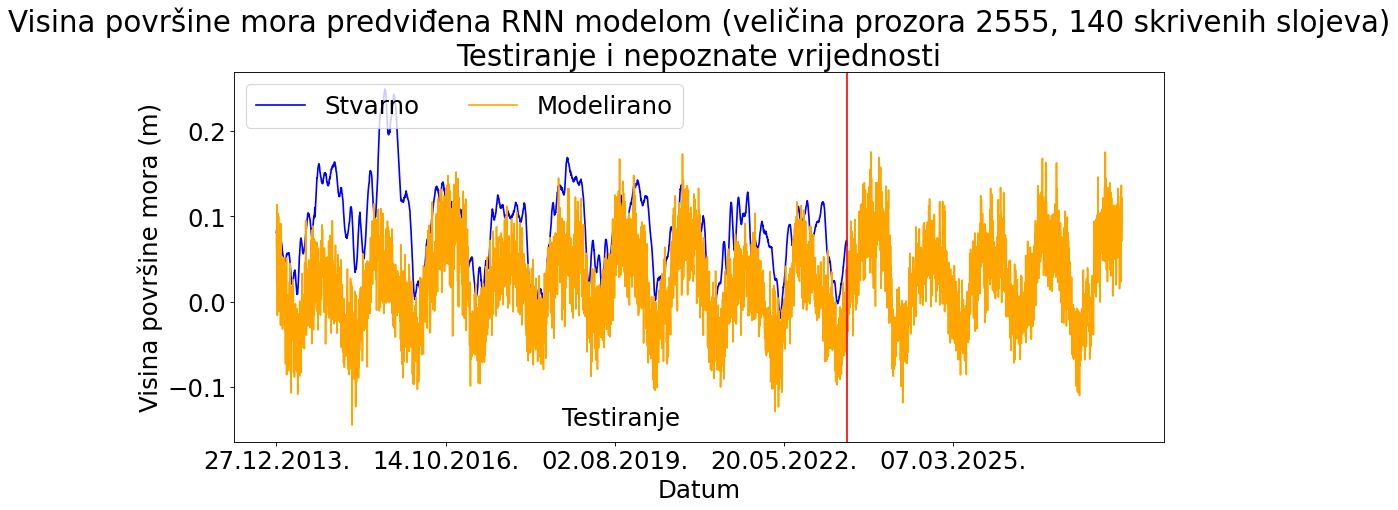 Visina površine mora predviđena RNN modelom (veličina prozora 2555, 140 skrivenih slojeva)
Testiranje i nepoznate vrijednosti
Stvarno
Modelirano
Visina površine mora (m)
0.2
0.1
0.0
−0.1
Testiranje
27.12.2013.
14.10.2016.
02.08.2019.
20.05.2022.
07.03.2025.
Datum